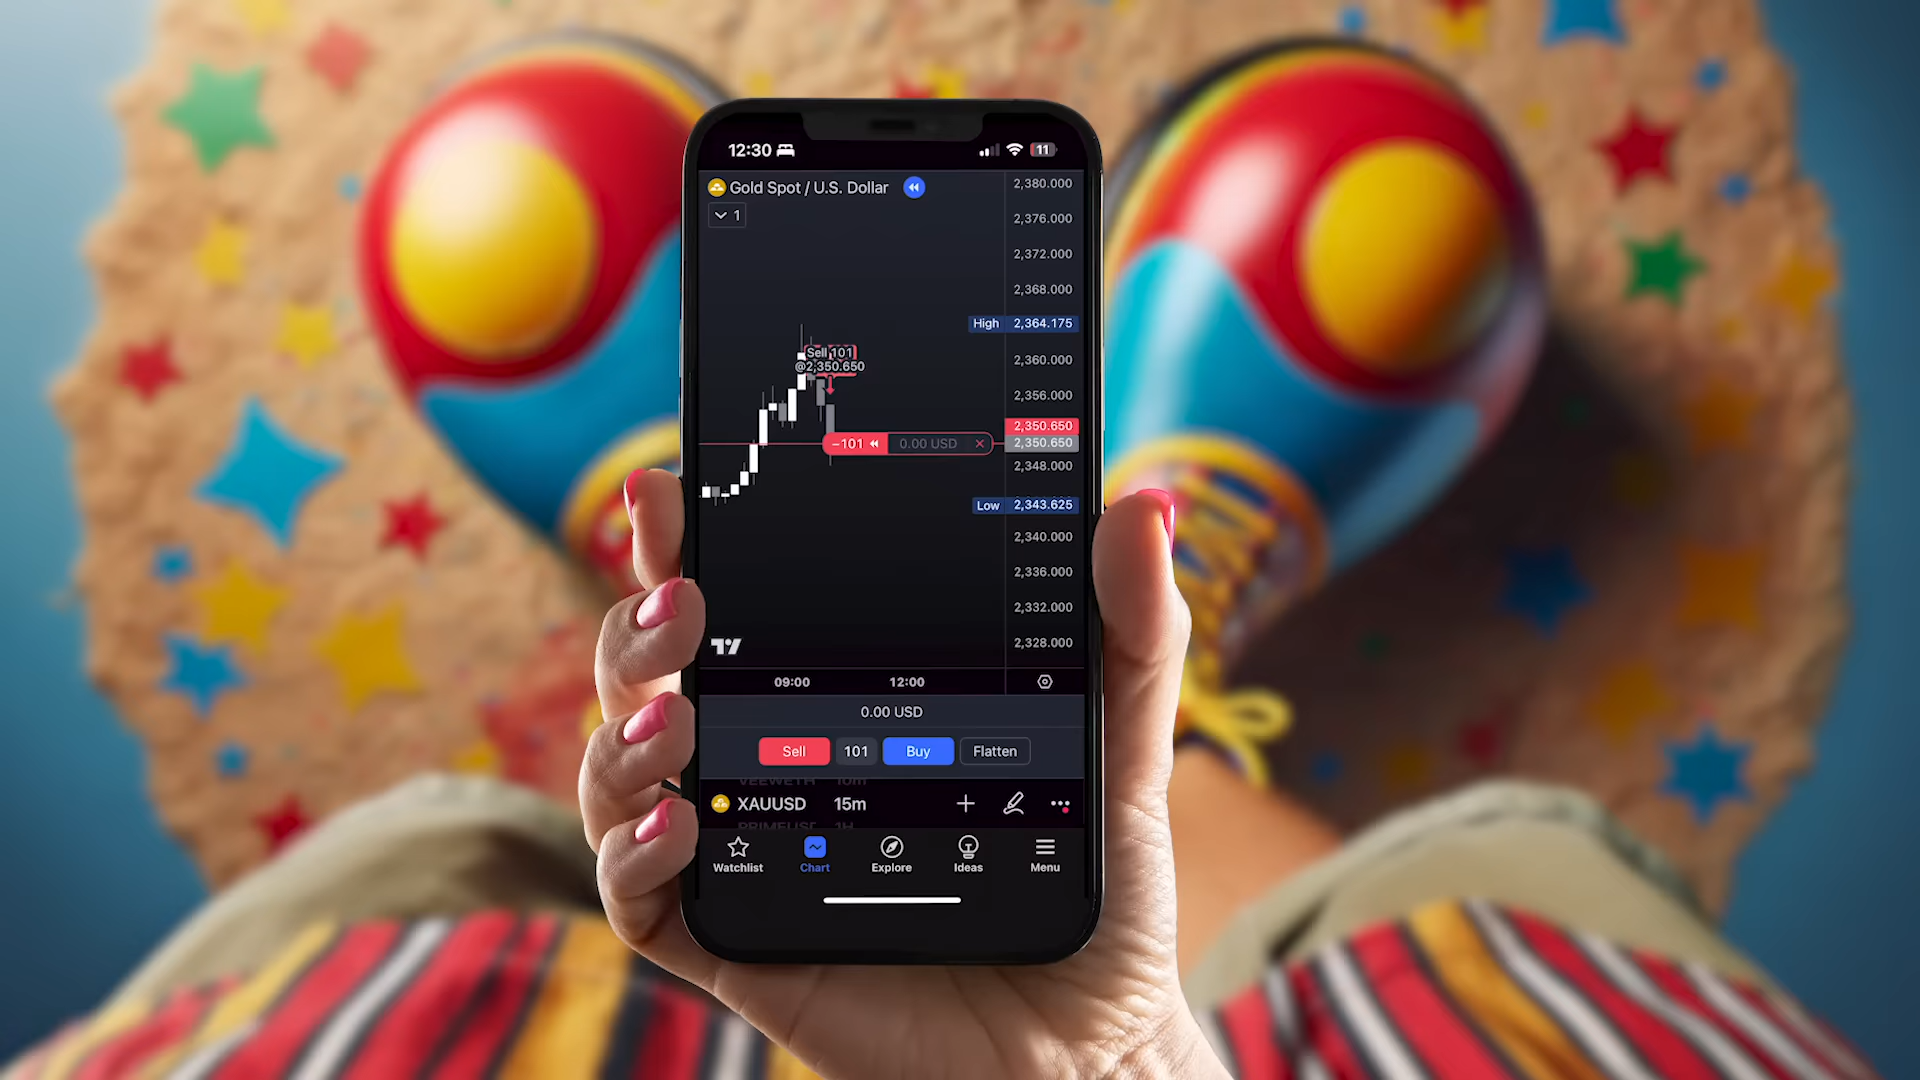 12:30
11
Gold Spot / U.S. Dollar
1
2,380.000
2,376.000
2,372.000
2,368.000
High 2,364.175
2,360.000
2,356.000
Sell 101
@2,350.650
2,350.650
−101 0.00 USD
2,350.650
2,348.000
Low 2,343.625
2,340.000
2,336.000
2,332.000
2,328.000
09:00 12:00
0.00 USD
Sell 101 Buy Flatten
XAUUSD 15m
Watchlist Chart Explore Ideas Menu